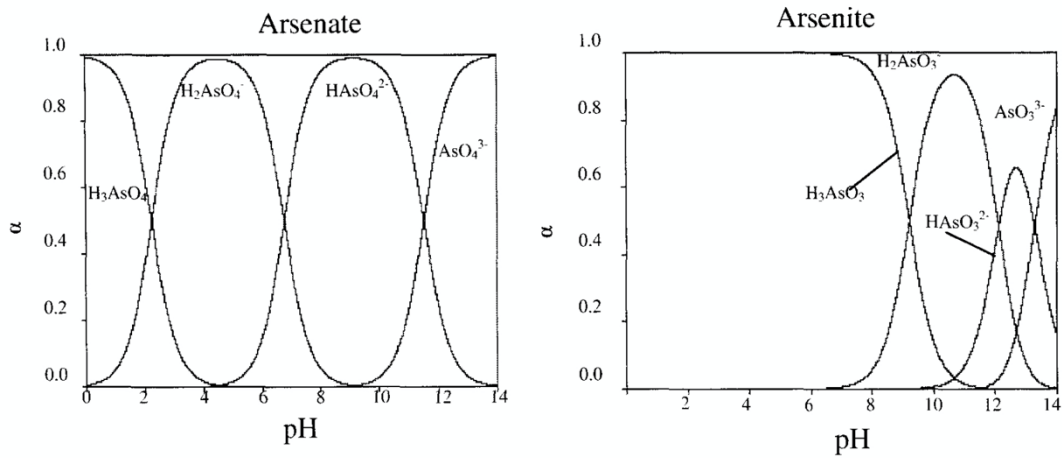 Arsenate
1.0
0.8
0.6
0.4
0.2
0.0
α
H₃AsO₄
H₂AsO₄⁻
HAsO₄²⁻
AsO₄³⁻
0 2 4 6 8 10 12 14
pH
Arsenite
1.0
0.8
0.6
0.4
0.2
0.0
α
H₂AsO₃⁻
AsO₃³⁻
H₃AsO₃
HAsO₃²⁻
2 4 6 8 10 12 14
pH